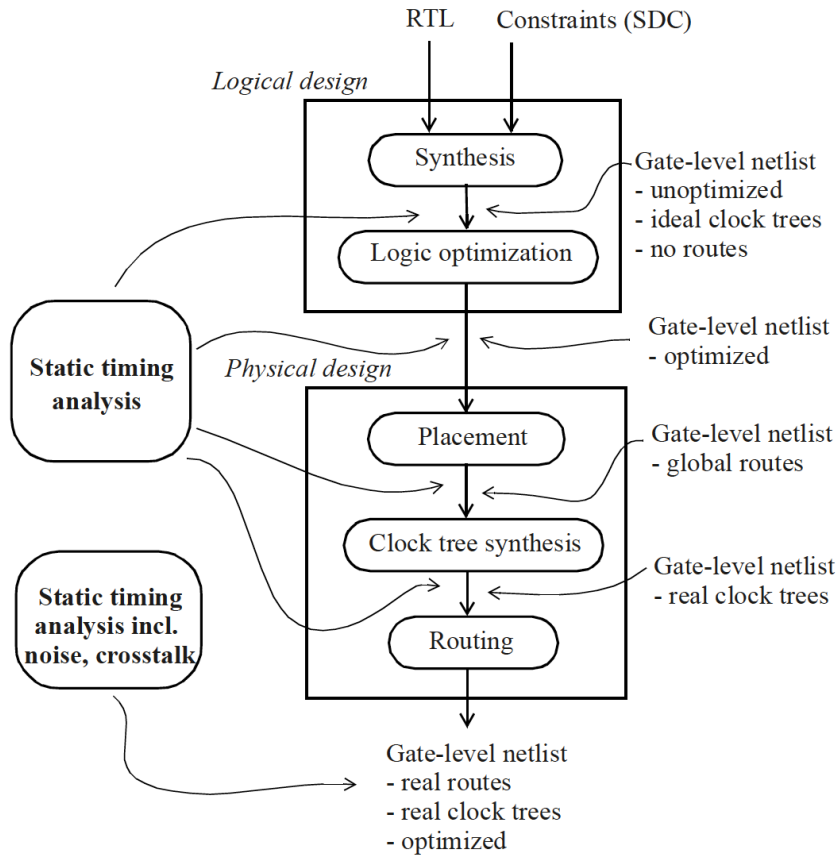 RTL
Constraints (SDC)
Logical design
Synthesis
Gate-level netlist
- unoptimized
- ideal clock trees
- no routes
Logic optimization
Gate-level netlist
- optimized
Static timing
analysis
Physical design
Placement
Gate-level netlist
- global routes
Clock tree synthesis
Gate-level netlist
- real clock trees
Static timing
analysis incl.
noise, crosstalk
Routing
Gate-level netlist
- real routes
- real clock trees
- optimized